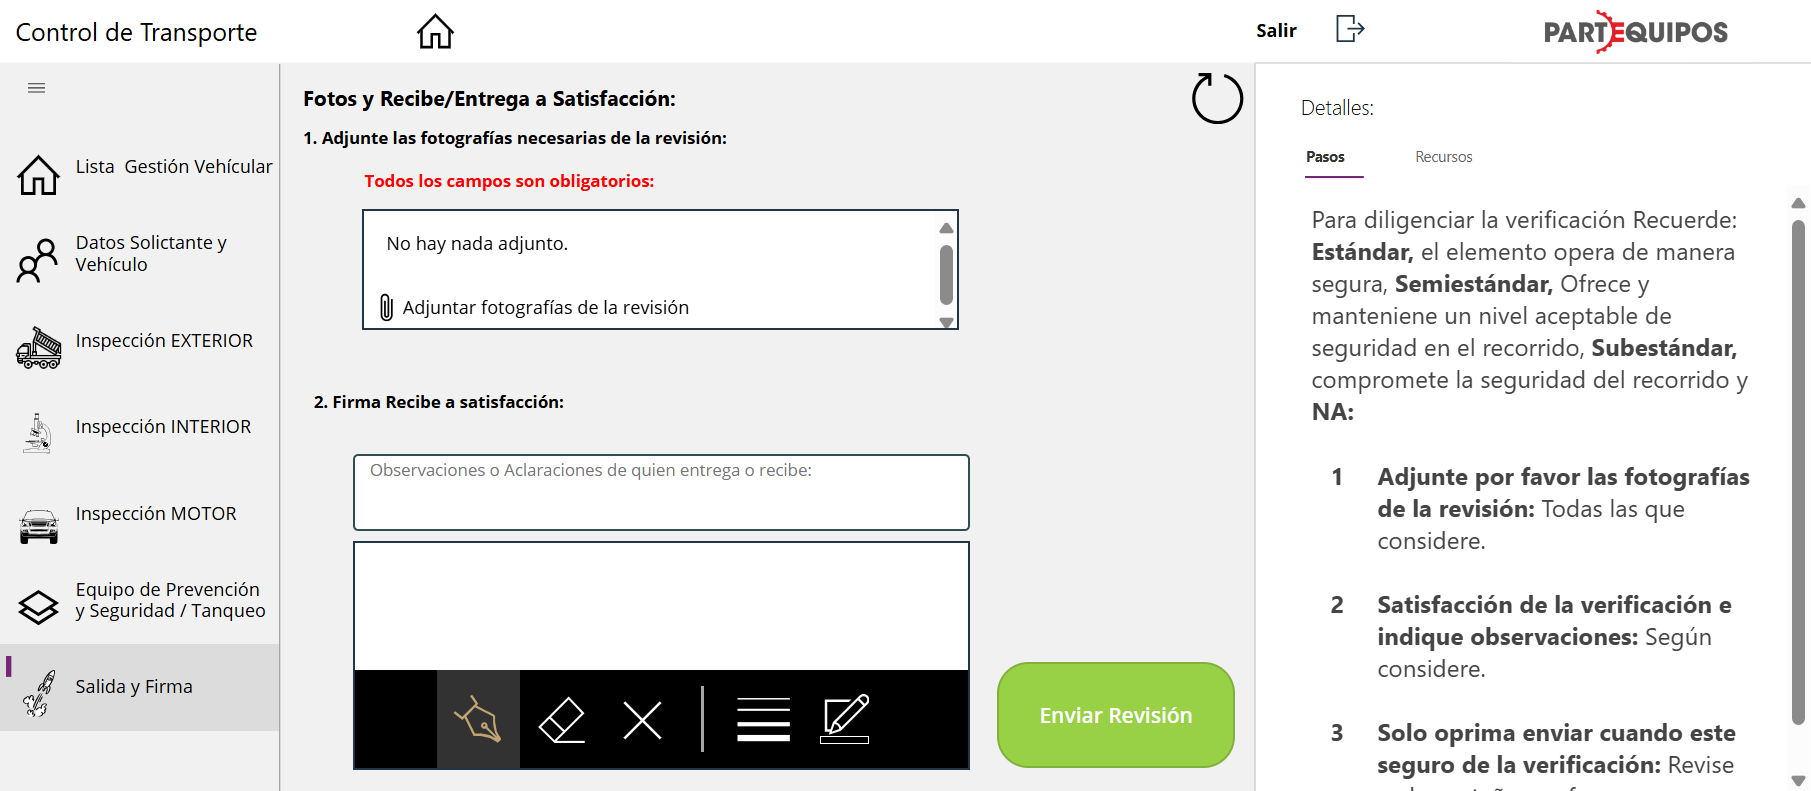 Control de Transporte
Salir
PARTEQUIPOS
Lista  Gestión Vehícular
Datos Solictante y
Vehículo
Inspección EXTERIOR
Inspección INTERIOR
Inspección MOTOR
Equipo de Prevención
y Seguridad / Tanqueo
Salida y Firma
Fotos y Recibe/Entrega a Satisfacción:
1. Adjunte las fotografías necesarias de la revisión:
Todos los campos son obligatorios:
No hay nada adjunto.
Adjuntar fotografías de la revisión
2. Firma Recibe a satisfacción:
Observaciones o Aclaraciones de quien entrega o recibe:
Enviar Revisión
Detalles:
Pasos
Recursos
Para diligenciar la verificación Recuerde:
Estándar, el elemento opera de manera
segura, Semiestándar, Ofrece y
manteniene un nivel aceptable de
seguridad en el recorrido, Subestándar,
compromete la seguridad del recorrido y
NA:
1 Adjunte por favor las fotografías
de la revisión: Todas las que
considere.
2 Satisfacción de la verificación e
indique observaciones: Según
considere.
3 Solo oprima enviar cuando este
seguro de la verificación: Revise